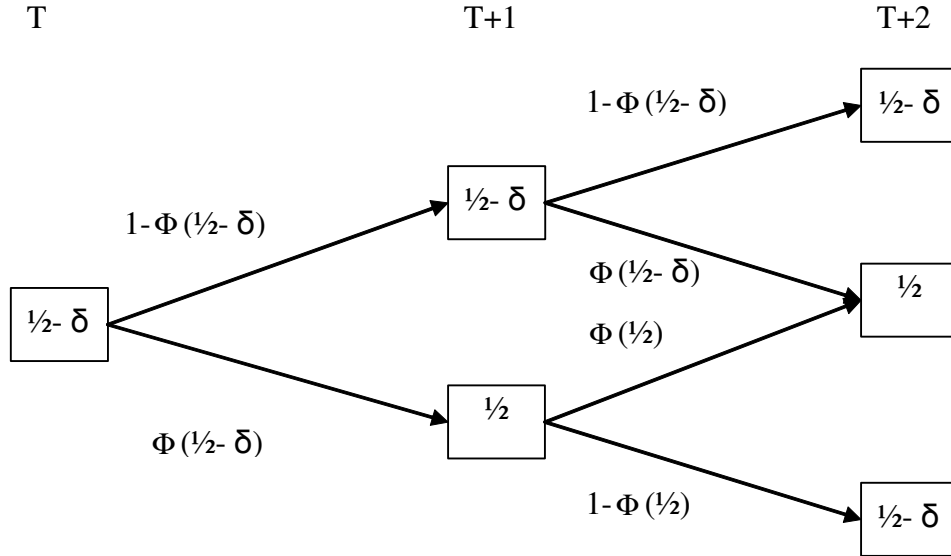 T T+1 T+2
½- δ
1-Φ(½- δ)
½- δ
1-Φ(½- δ)
Φ(½- δ)
½
½- δ
Φ(½)
½
Φ(½- δ)
1-Φ(½)
½- δ